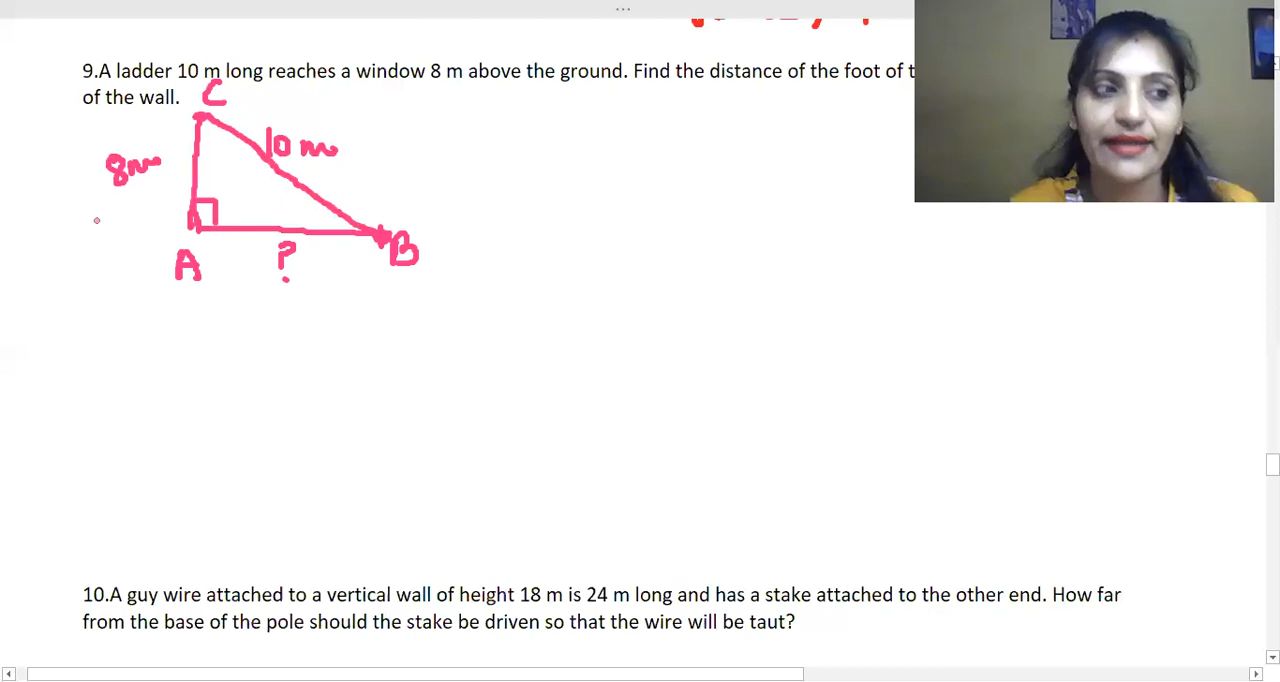 9.A ladder 10 m long reaches a window 8 m above the ground. Find the distance of the foot of
of the wall.
C
10 m
8m
A
?
B
10.A guy wire attached to a vertical wall of height 18 m is 24 m long and has a stake attached to the other end. How far
from the base of the pole should the stake be driven so that the wire will be taut?